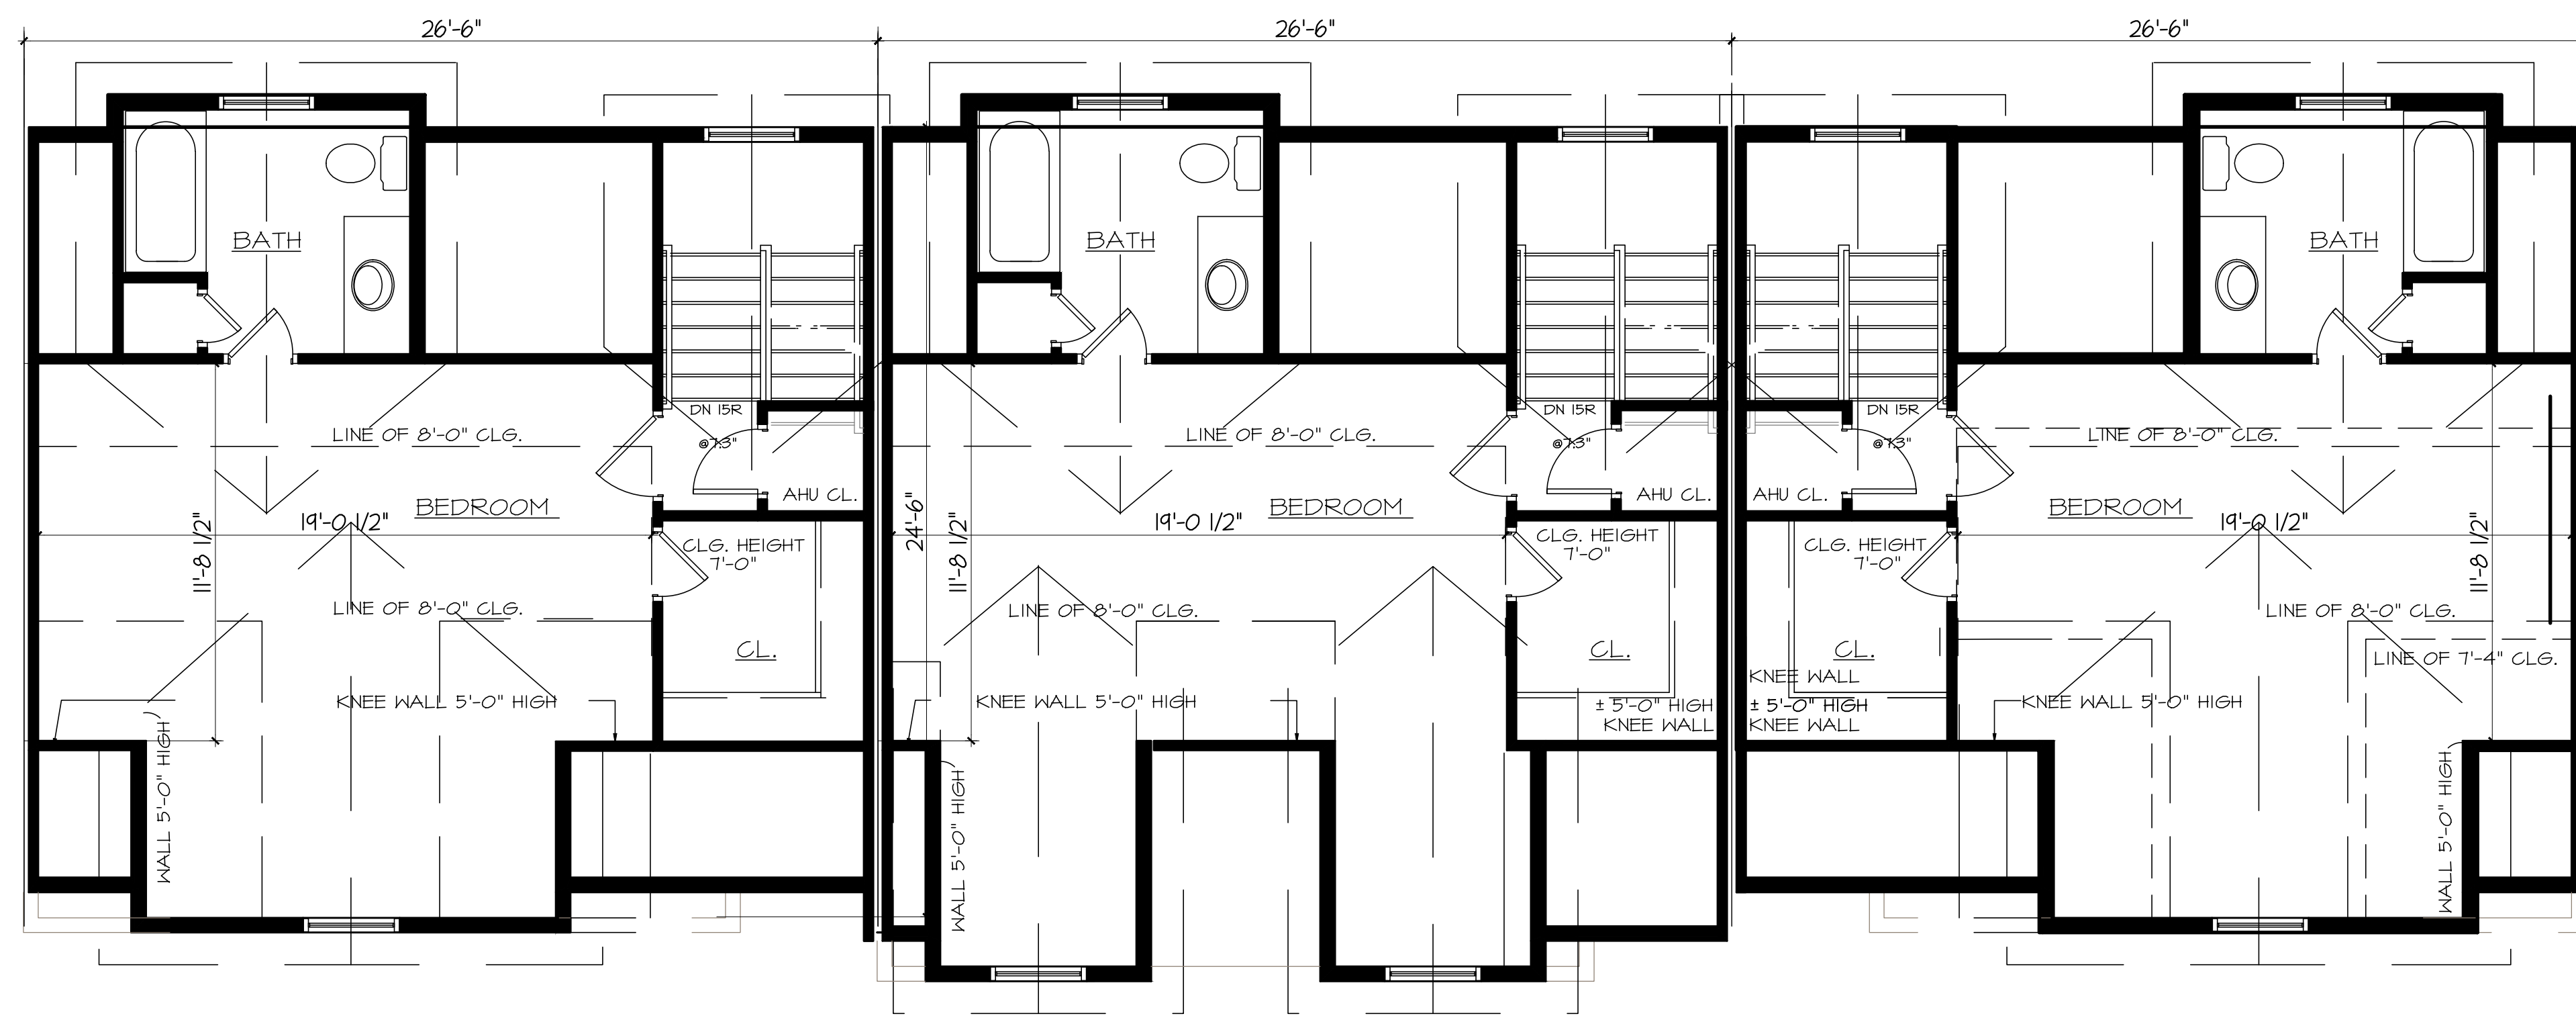 26'-6"
26'-6"
26'-6"
BATH
BATH
BATH
DN 15R
@7.3"
DN 15R
@7.3"
DN 15R
@7.3"
LINE OF 8'-0" CLG.
LINE OF 8'-0" CLG.
LINE OF 8'-0" CLG.
AHU CL.
AHU CL.
AHU CL.
BEDROOM
BEDROOM
BEDROOM
19'-0 1/2"
19'-0 1/2"
19'-0 1/2"
11'-8 1/2"
24'-6"
11'-8 1/2"
11'-8 1/2"
CLG. HEIGHT
7'-0"
CLG. HEIGHT
7'-0"
CLG. HEIGHT
7'-0"
LINE OF 8'-0" CLG.
LINE OF 8'-0" CLG.
LINE OF 8'-0" CLG.
CL.
CL.
CL.
LINE OF 7'-4" CLG.
KNEE WALL
KNEE WALL 5'-0" HIGH
KNEE WALL 5'-0" HIGH
± 5'-0" HIGH
KNEE WALL
± 5'-0" HIGH
KNEE WALL
KNEE WALL 5'-0" HIGH
WALL 5'-0" HIGH
WALL 5'-0" HIGH
WALL 5'-0" HIGH